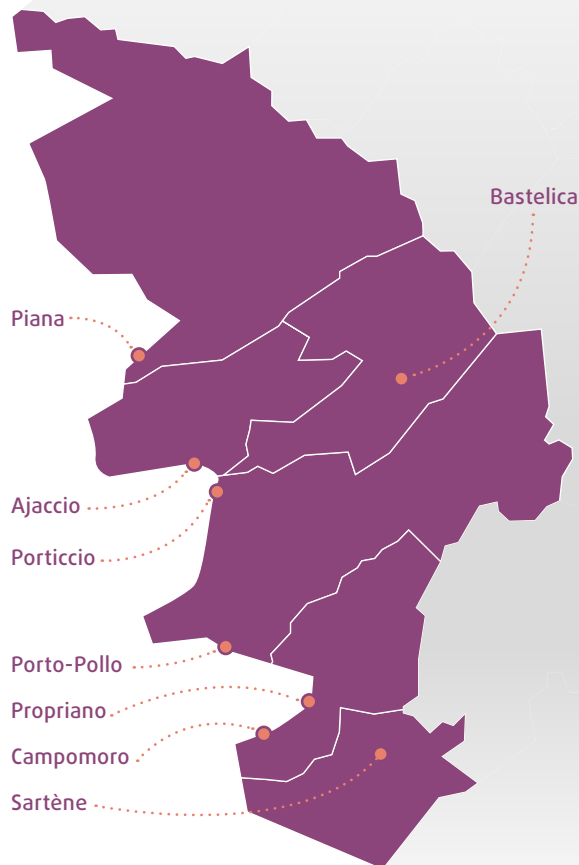 Bastelica
Piana
Ajaccio
Porticcio
Porto-Pollo
Propriano
Campomoro
Sartène